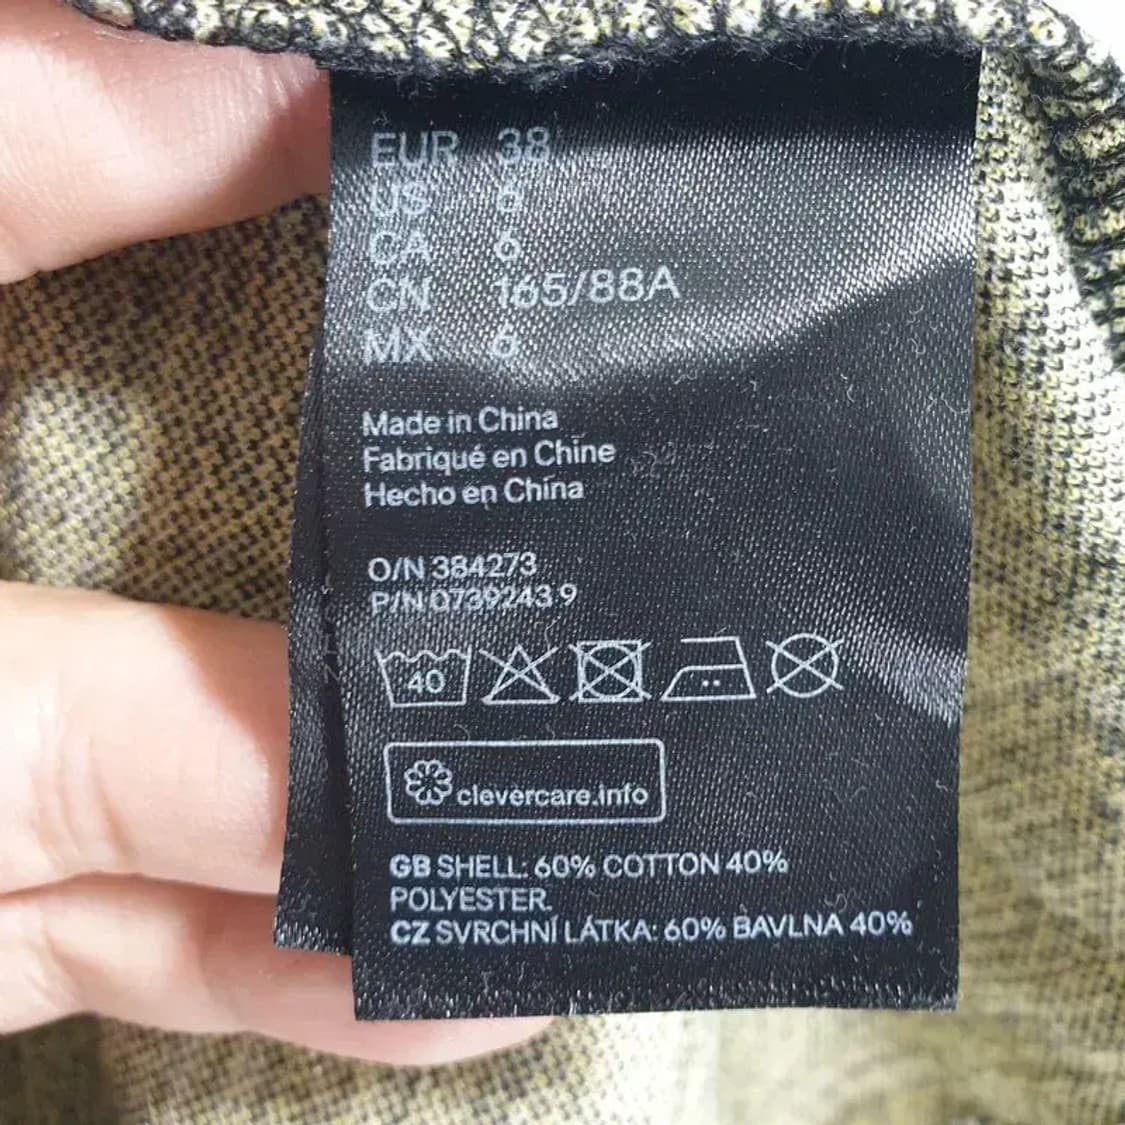 EUR 38
US 6
CA 6
CN 165/88A
MX 6
Made in China
Fabriqué en Chine
Hecho en China
O/N 384273
P/N 0739243 9
40
clevercare.info
GB SHELL: 60% COTTON 40%
POLYESTER.
CZ SVRCHNÍ LÁTKA: 60% BAVLNA 40%